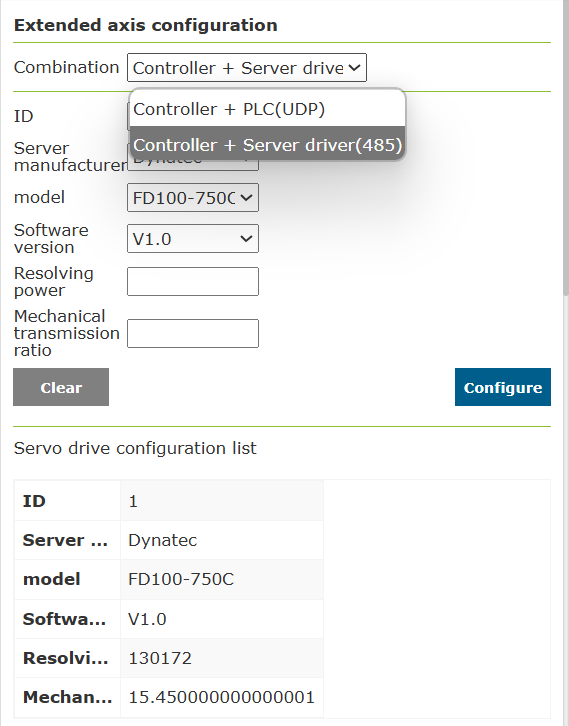 Extended axis configuration
Combination Controller + Server drive
Controller + PLC(UDP)
ID
Controller + Server driver(485)
Server
manufacturer Dynatec
model FD100-750C
Software
version V1.0
Resolving
power
Mechanical
transmission
ratio
Clear Configure
Servo drive configuration list
ID 1
Server ... Dynatec
model FD100-750C
Softwa... V1.0
Resolvi... 130172
Mechan... 15.450000000000001